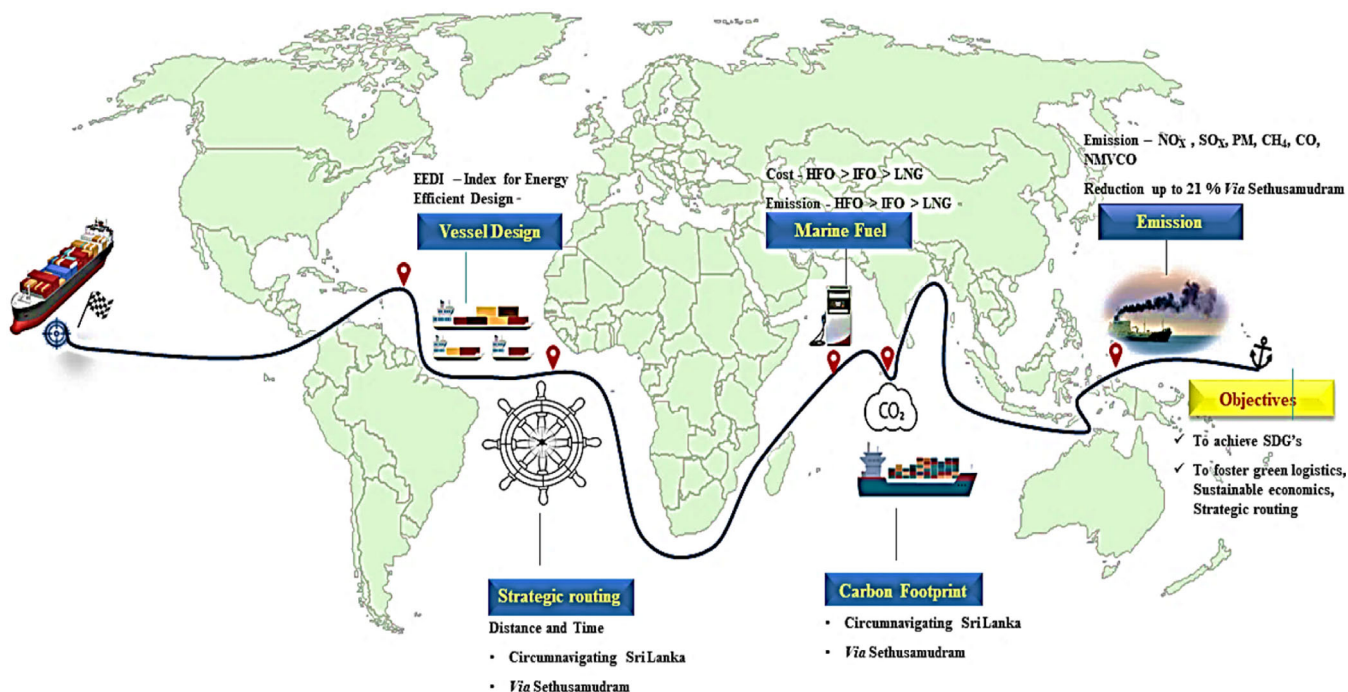 EEDI – Index for Energy
Efficient Design -
Vessel Design
Cost - HFO > IFO > LNG
Emission - HFO > IFO > LNG
Marine Fuel
Emission – NOX , SOX, PM, CH4, CO,
NMVCO
Reduction up to 21 % Via Sethusamudram
Emission
CO2
Objectives
✓ To achieve SDG's
✓ To foster green logistics,
Sustainable economics,
Strategic routing
Strategic routing
Distance and Time
• Circumnavigating Sri Lanka
• Via Sethusamudram
Carbon Footprint
• Circumnavigating Sri Lanka
• Via Sethusamudram